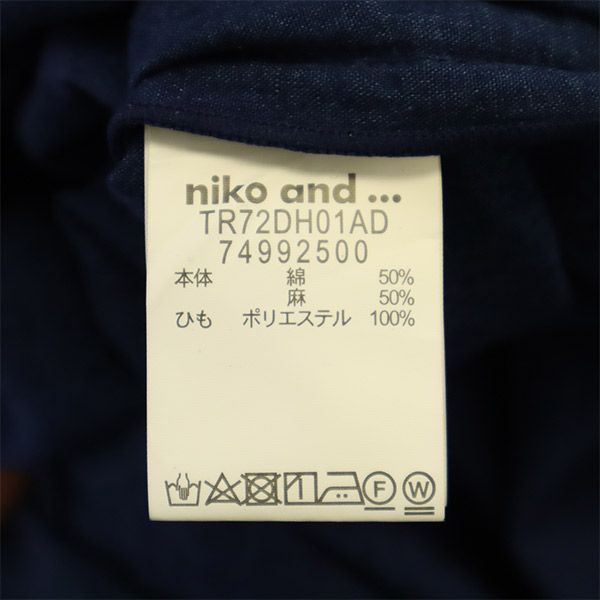 niko and ...
TR72DH01AD
74992500
本体 綿 50%
麻 50%
ひも ポリエステル 100%
F W